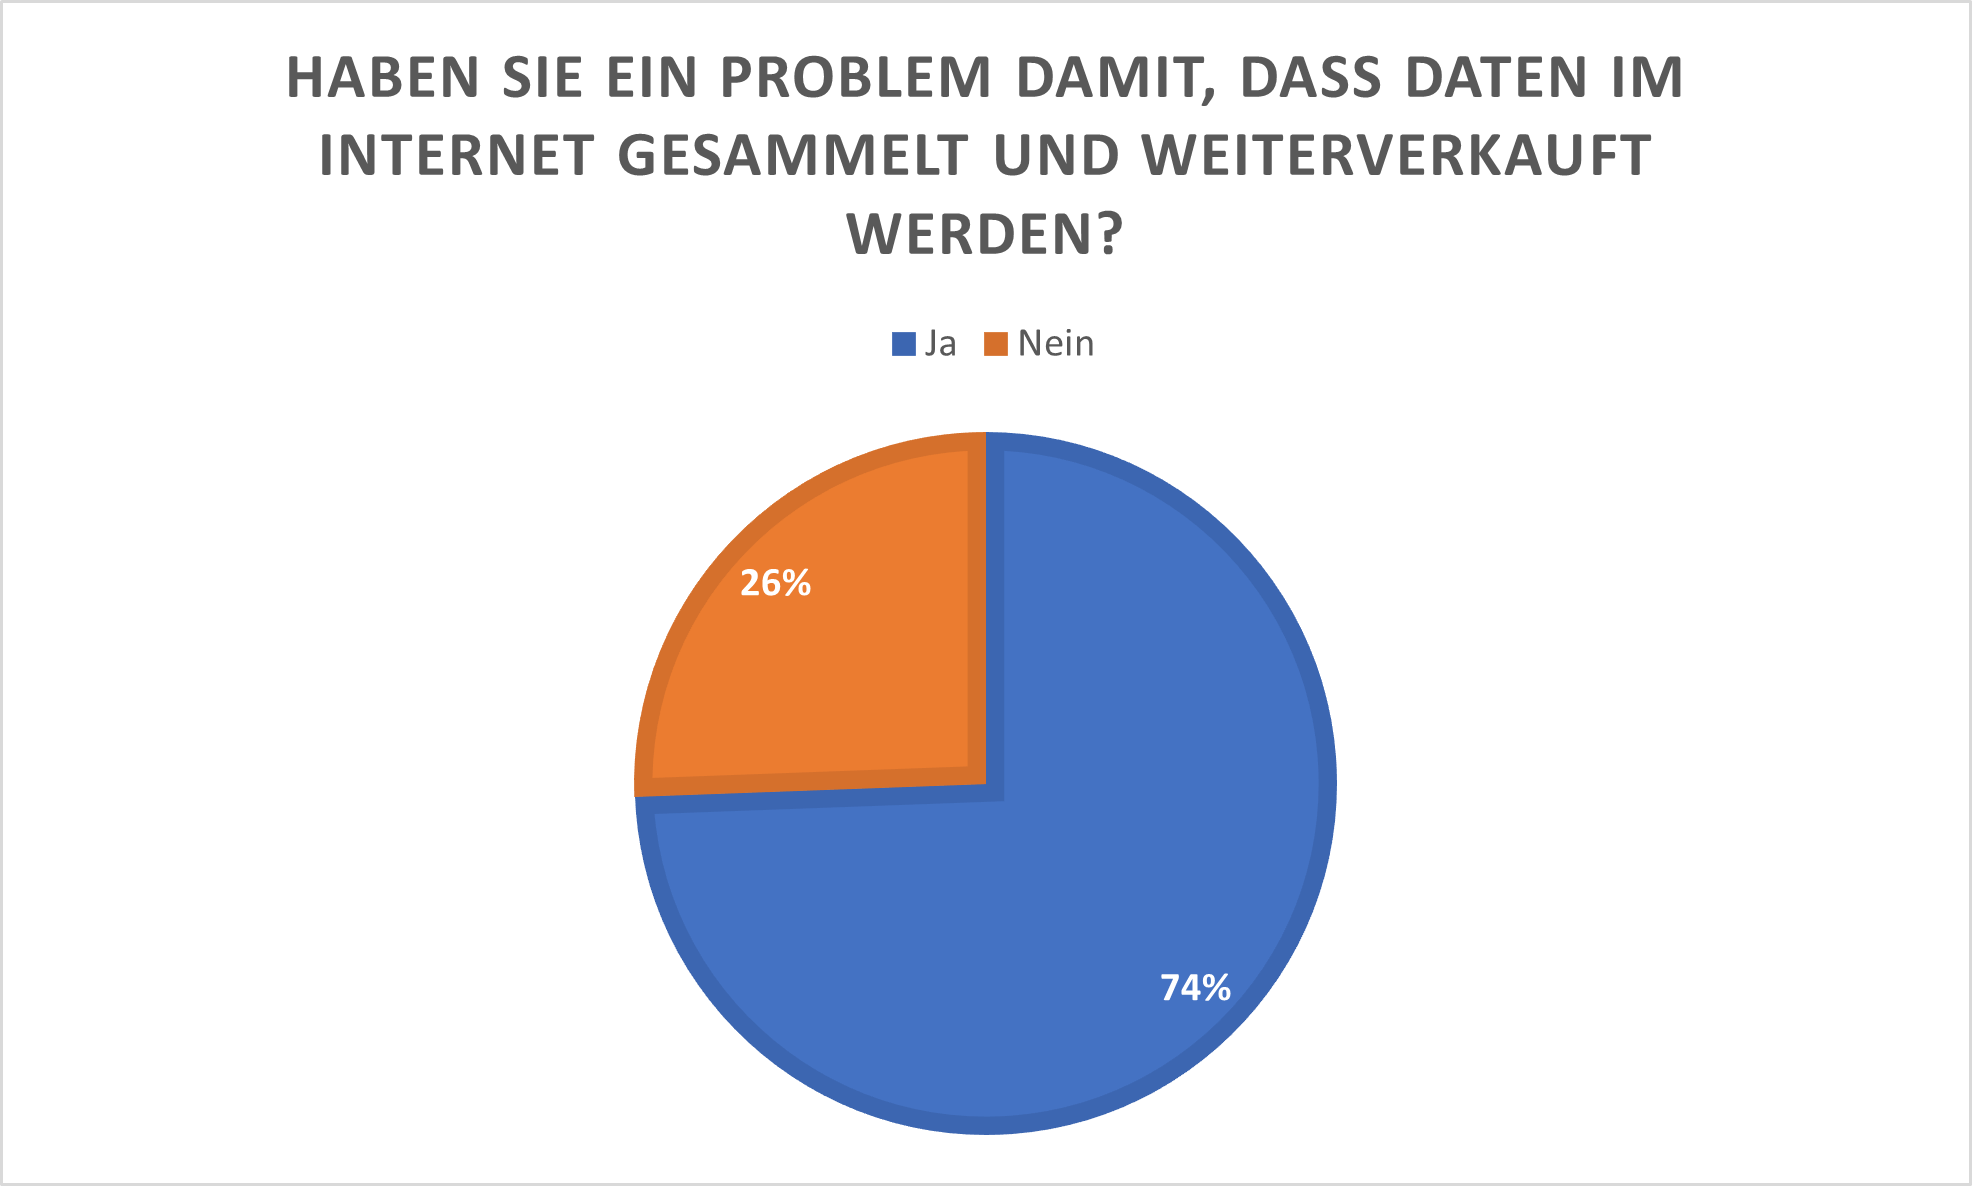 HABEN SIE EIN PROBLEM DAMIT, DASS DATEN IM
INTERNET GESAMMELT UND WEITERVERKAUFT
WERDEN?
Ja Nein
26%
74%